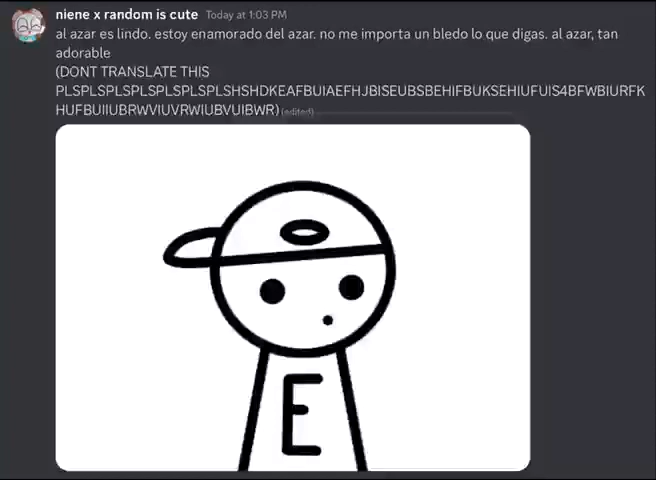 niene x random is cute Today at 1:03 PM
al azar es lindo. estoy enamorado del azar. no me importa un bledo lo que digas. al azar, tan
adorable
(DONT TRANSLATE THIS
PLSPLSPLSPLSPLSPLSPLSHSHDKEAFBUIAEFHJBISEUBSBEHIFBUKSEHIUFUIS4BFWBIURFK
HUFBUIIUBRWVIUVRWIUBVUIBWR) (edited)
E